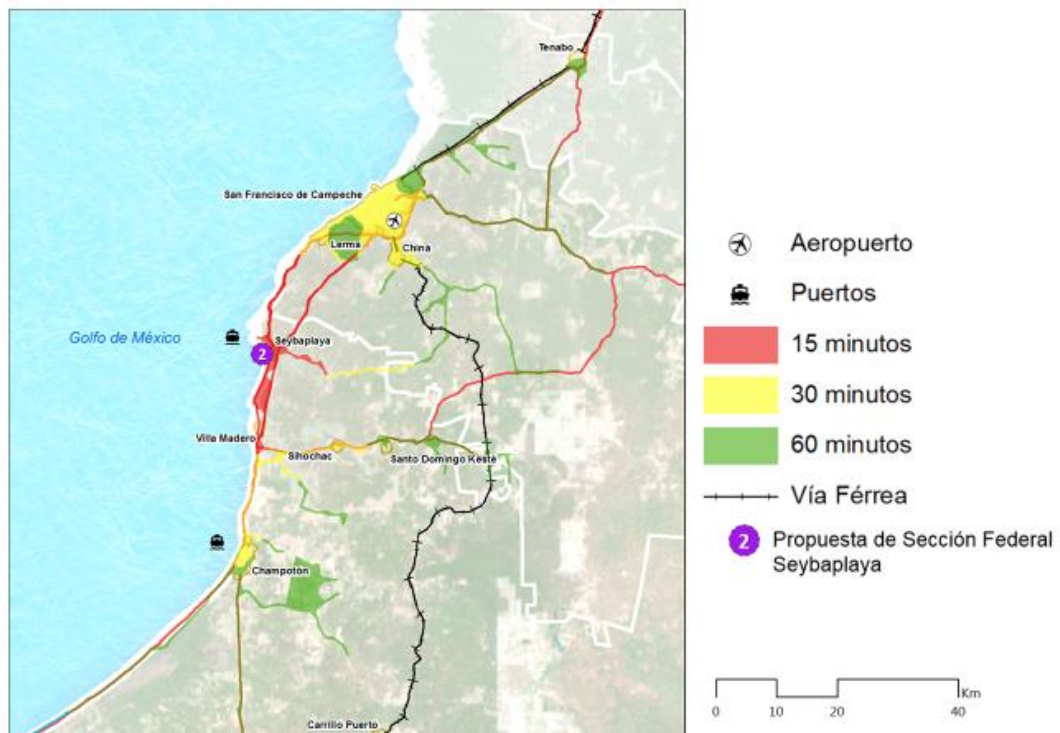 Tenabo
San Francisco de Campeche
Lerma
China
Golfo de México
Seybaplaya
2
Villa Madero
Sihochac
Santo Domingo Kesté
Champotón
Carrillo Puerto
Aeropuerto
Puertos
15 minutos
30 minutos
60 minutos
Vía Férrea
2
Propuesta de Sección Federal
Seybaplaya
Km
0 10 20 40